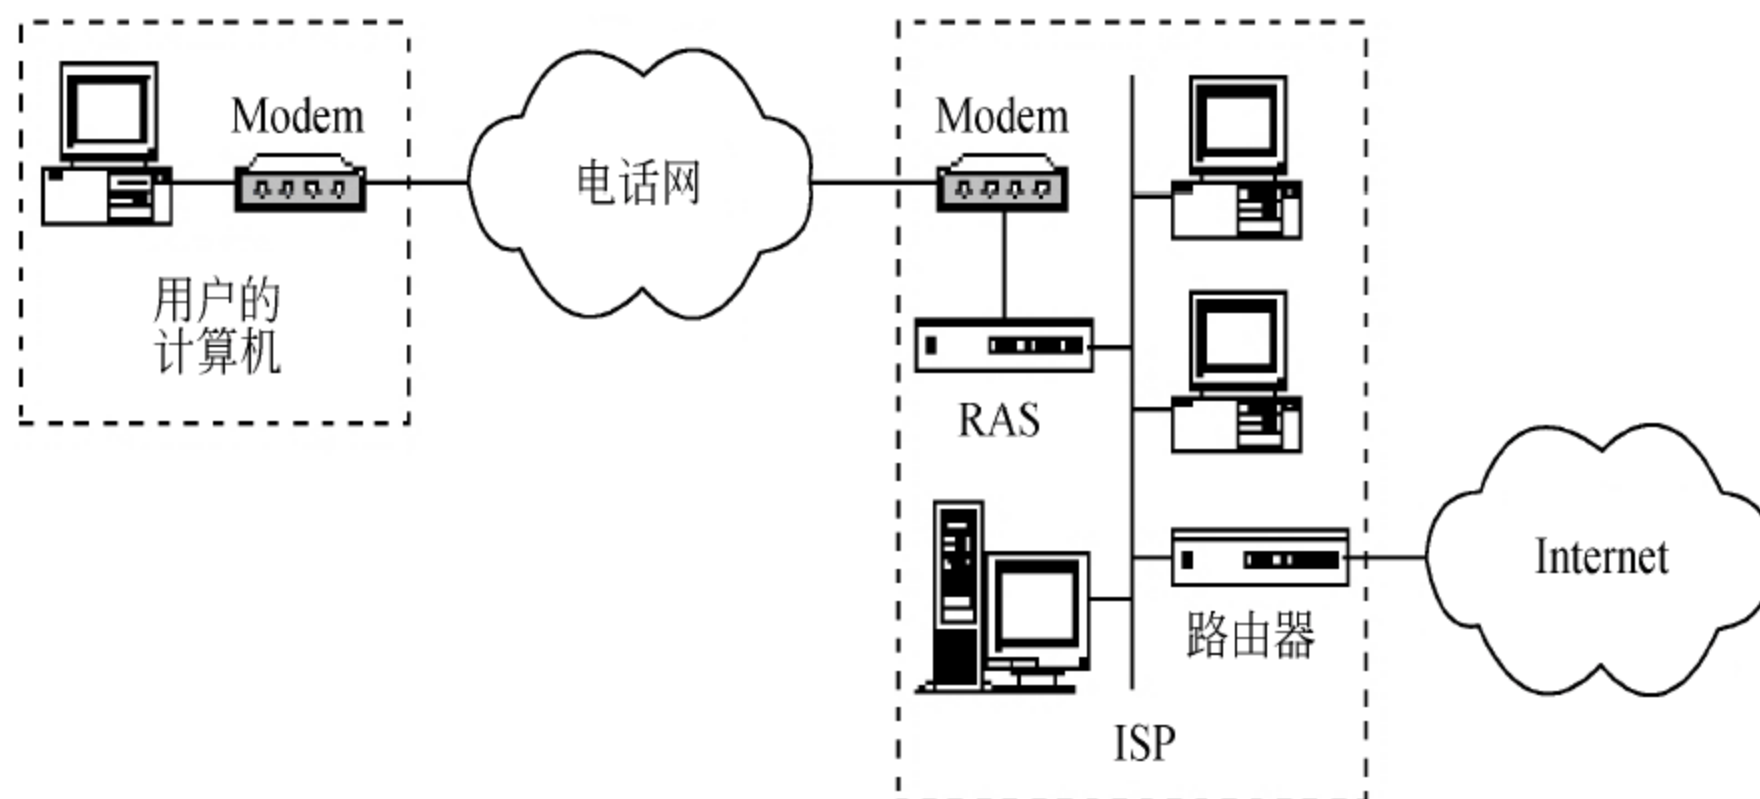 Modem
电话网
Modem
用户的
计算机
RAS
Internet
路由器
ISP